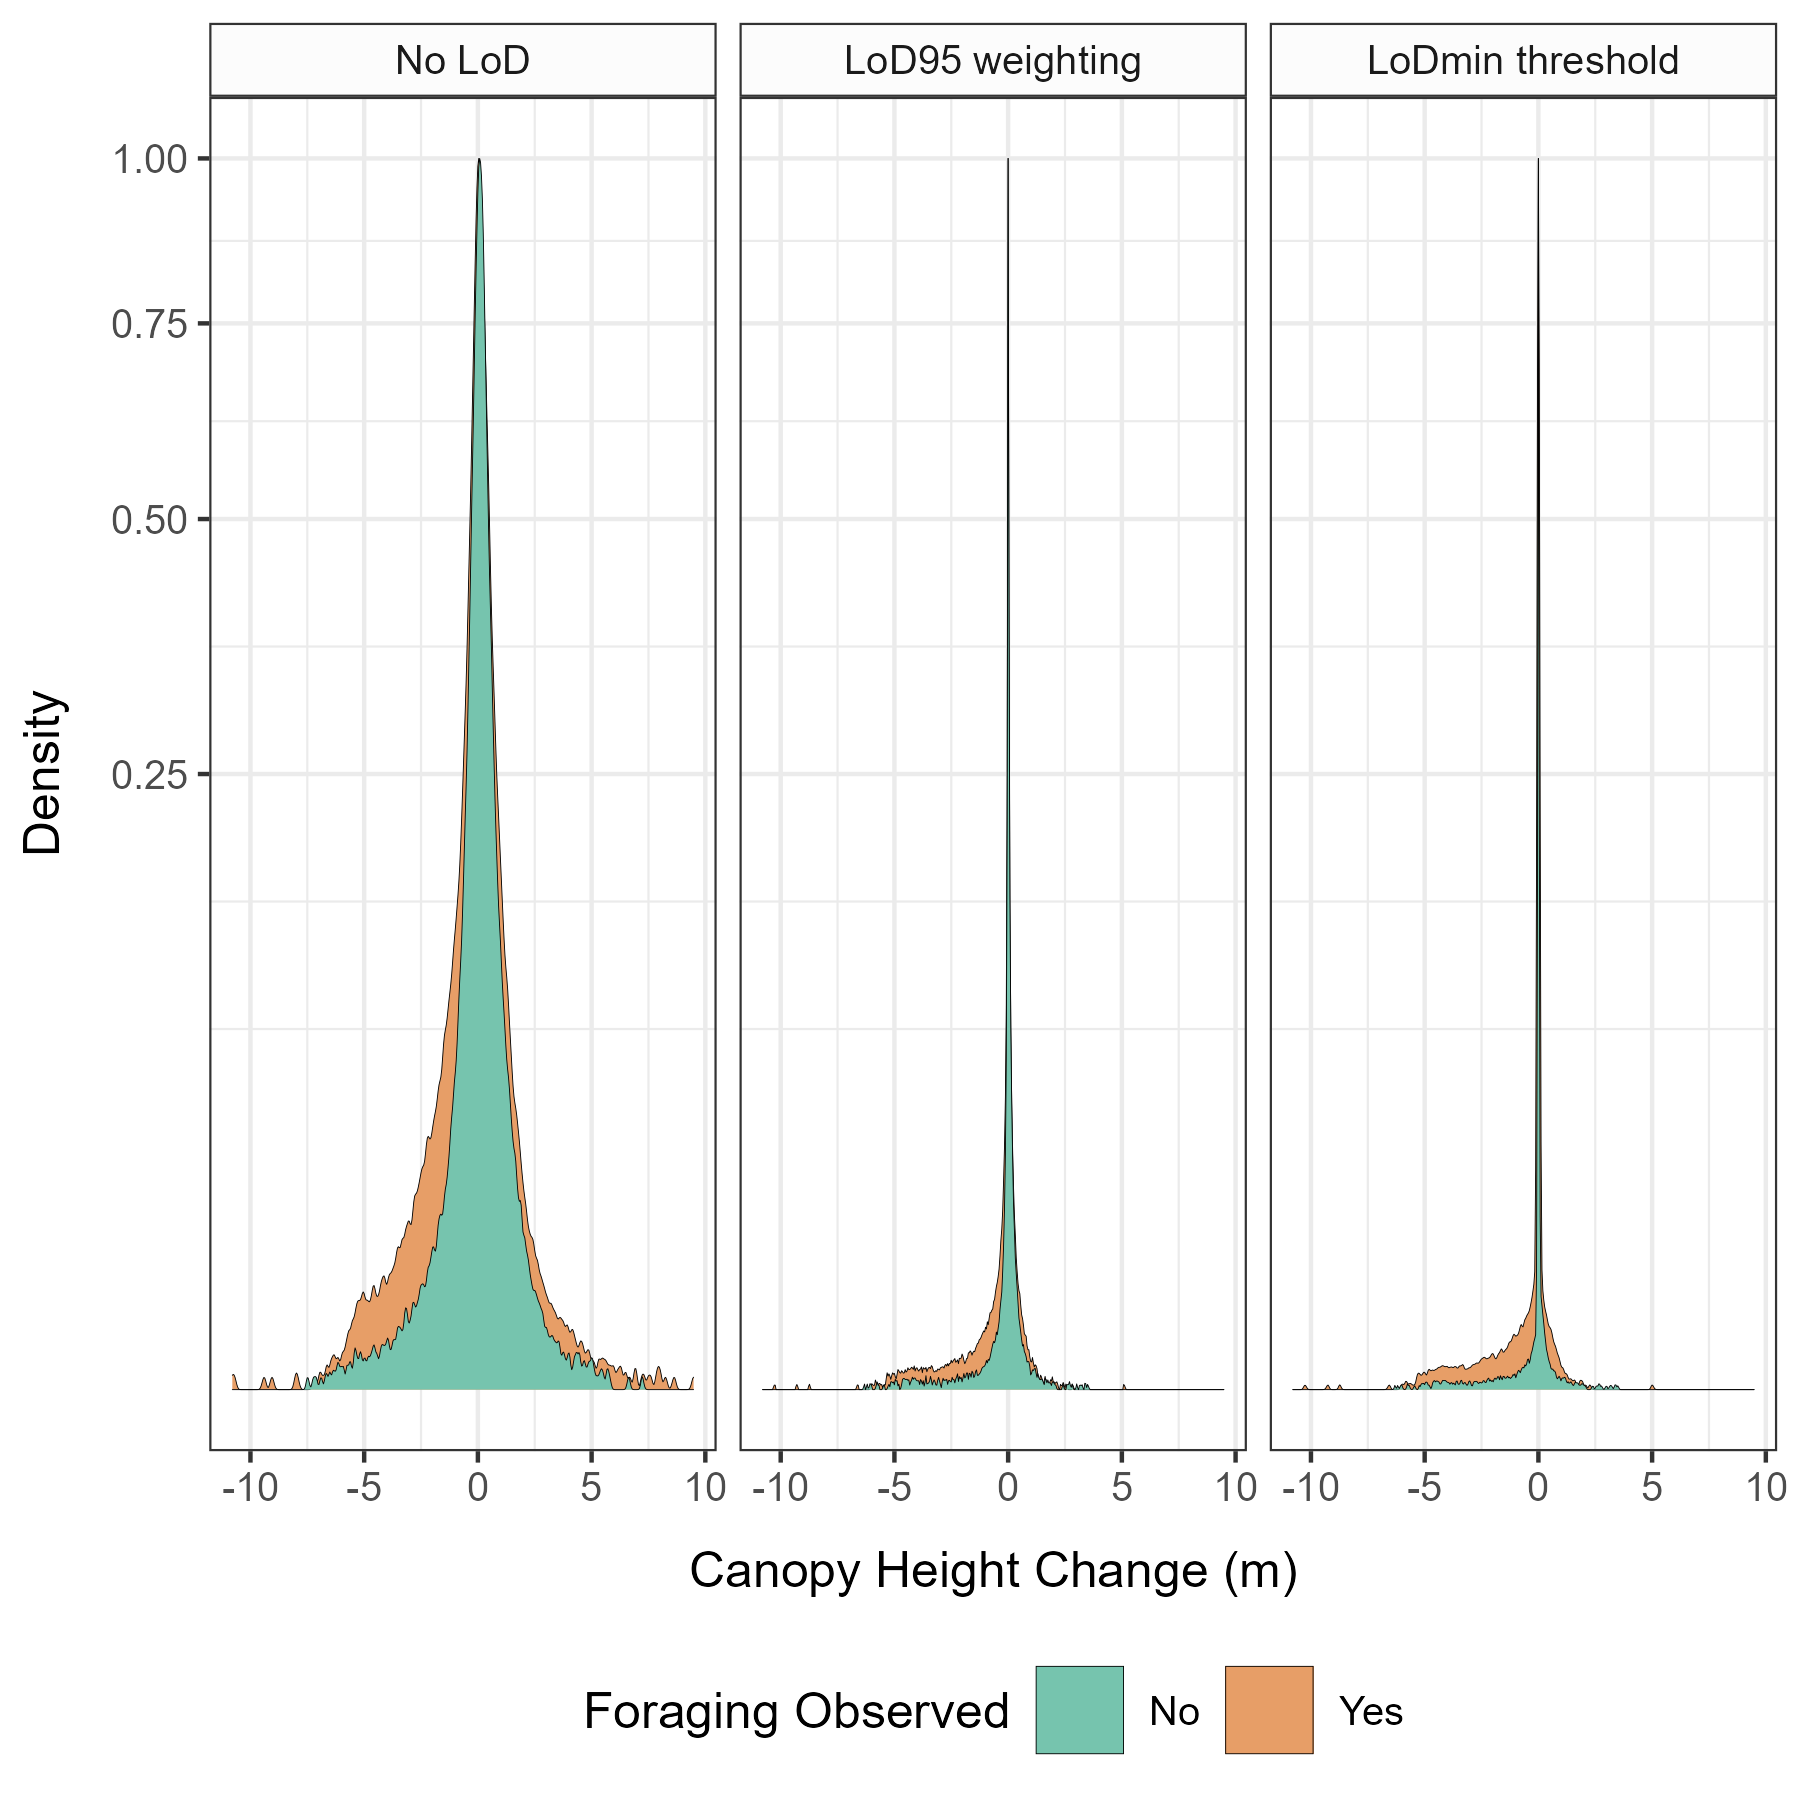 No LoD
LoD95 weighting
LoDmin threshold
1.00
0.75
0.50
0.25
Density
-10 -5 0 5 10 -10 -5 0 5 10 -10 -5 0 5 10
Canopy Height Change (m)
Foraging Observed No Yes